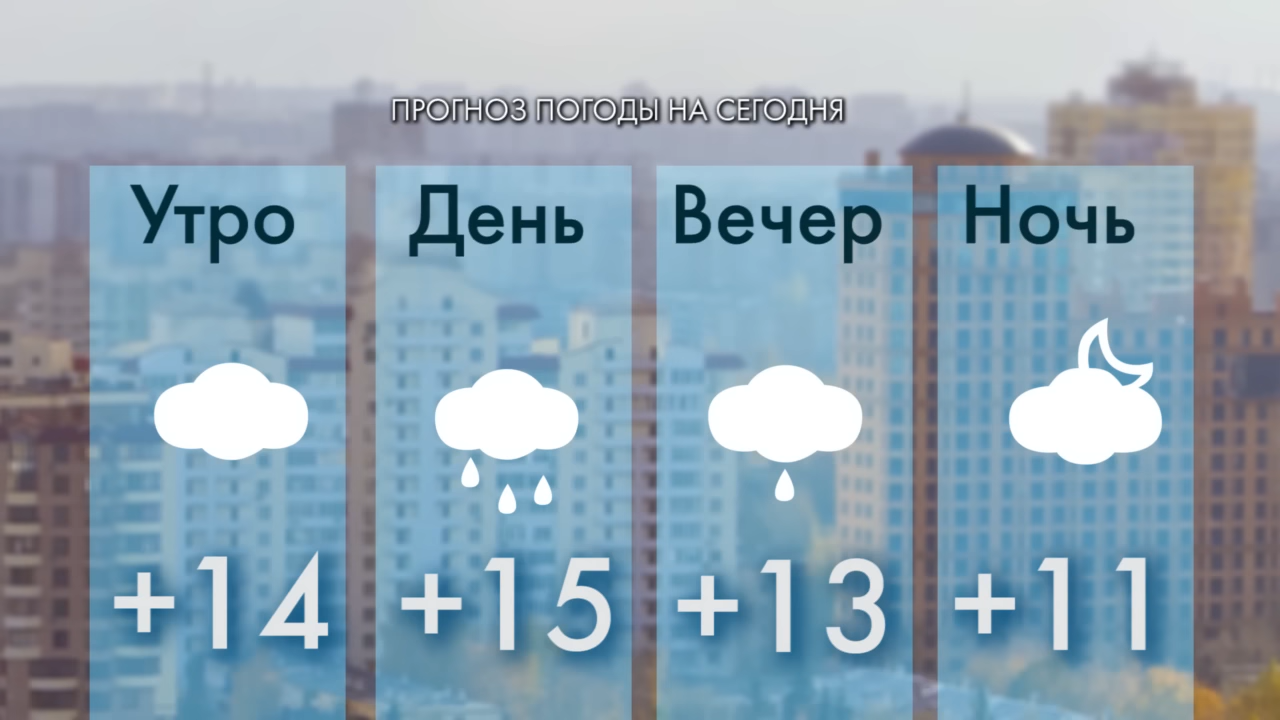 ПРОГНОЗ ПОГОДЫ НА СЕГОДНЯ
Утро День Вечер Ночь
+14 +15 +13 +11